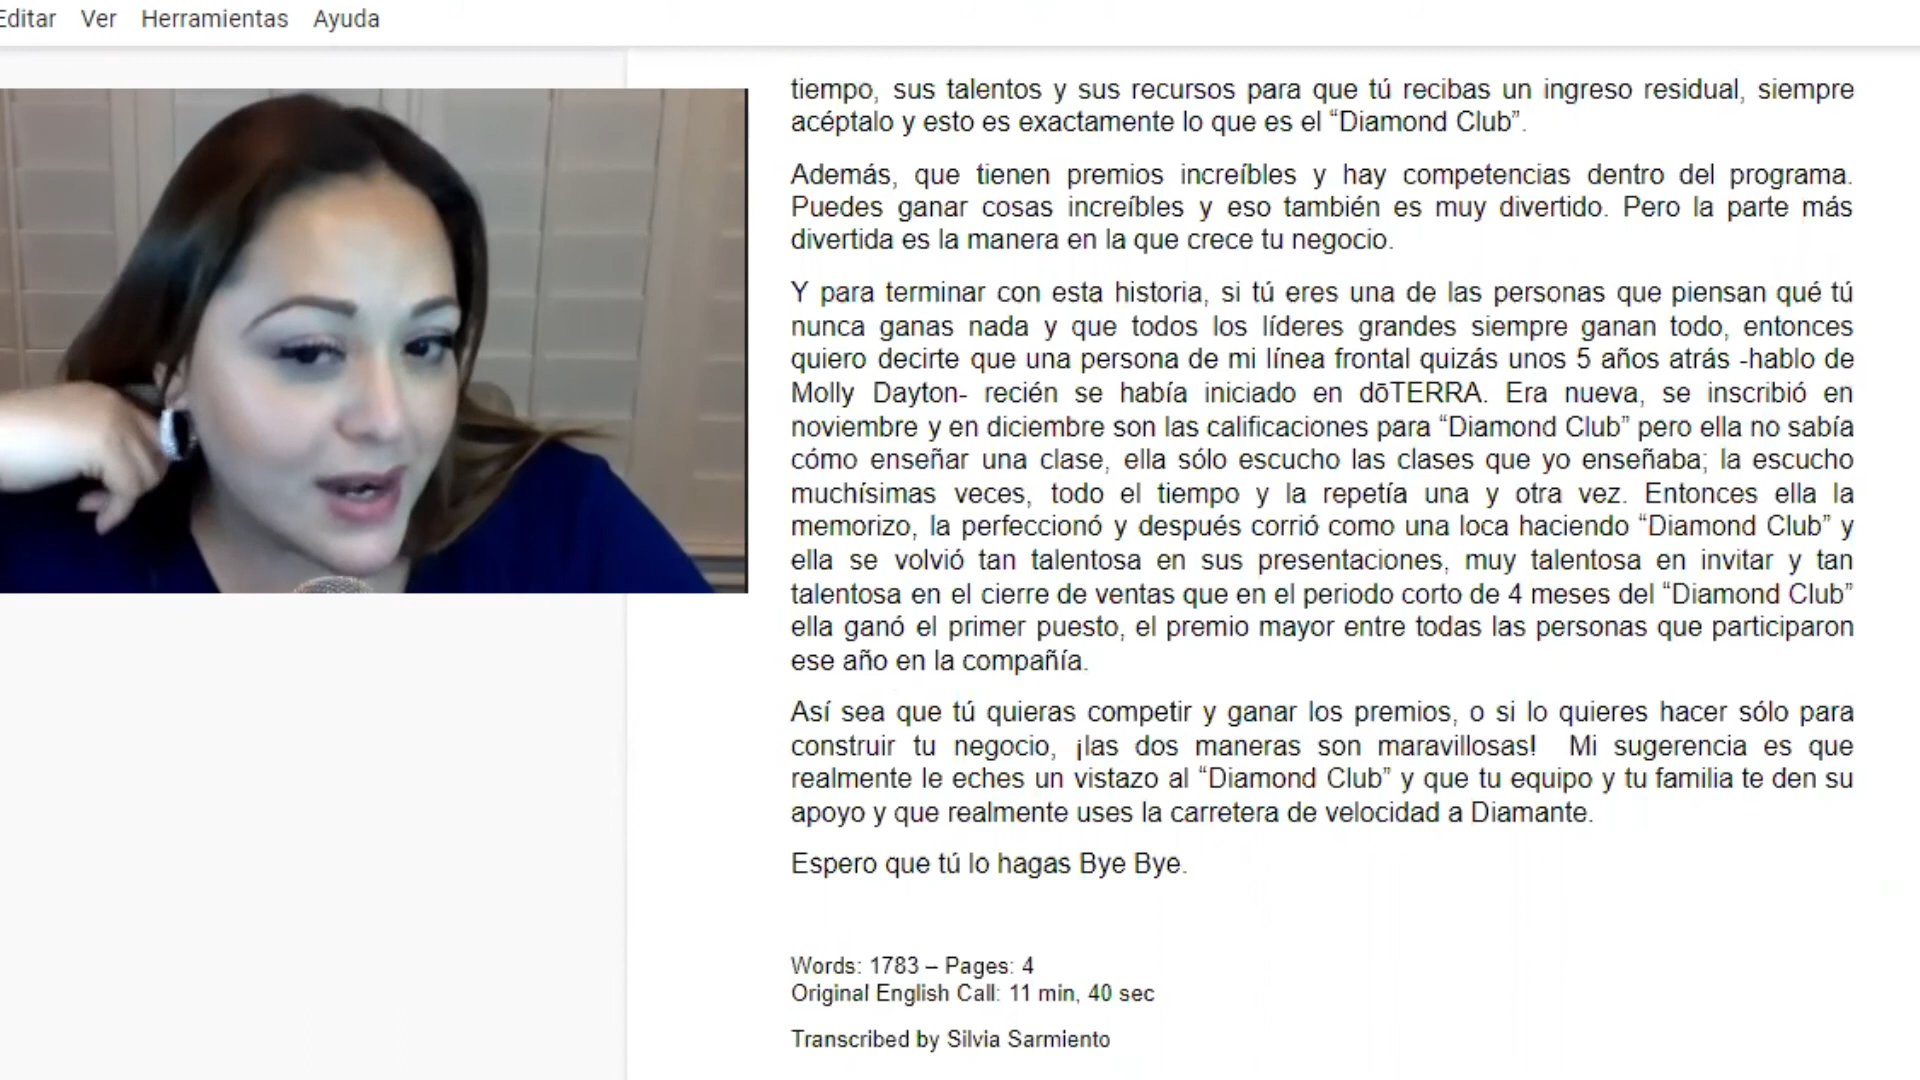 Editar Ver Herramientas Ayuda
tiempo, sus talentos y sus recursos para que tú recibas un ingreso residual, siempre
acéptalo y esto es exactamente lo que es el “Diamond Club”.
Además, que tienen premios increíbles y hay competencias dentro del programa.
Puedes ganar cosas increíbles y eso también es muy divertido. Pero la parte más
divertida es la manera en la que crece tu negocio.
Y para terminar con esta historia, si tú eres una de las personas que piensan qué tú
nunca ganas nada y que todos los líderes grandes siempre ganan todo, entonces
quiero decirte que una persona de mi línea frontal quizás unos 5 años atrás -hablo de
Molly Dayton- recién se había iniciado en dōTERRA. Era nueva, se inscribió en
noviembre y en diciembre son las calificaciones para “Diamond Club” pero ella no sabía
cómo enseñar una clase, ella sólo escucho las clases que yo enseñaba; la escucho
muchísimas veces, todo el tiempo y la repetía una y otra vez. Entonces ella la
memorizo, la perfeccionó y después corrió como una loca haciendo “Diamond Club” y
ella se volvió tan talentosa en sus presentaciones, muy talentosa en invitar y tan
talentosa en el cierre de ventas que en el periodo corto de 4 meses del “Diamond Club”
ella ganó el primer puesto, el premio mayor entre todas las personas que participaron
ese año en la compañía.
Así sea que tú quieras competir y ganar los premios, o si lo quieres hacer sólo para
construir tu negocio, ¡las dos maneras son maravillosas! Mi sugerencia es que
realmente le eches un vistazo al “Diamond Club” y que tu equipo y tu familia te den su
apoyo y que realmente uses la carretera de velocidad a Diamante.
Espero que tú lo hagas Bye Bye.
Words: 1783 – Pages: 4
Original English Call: 11 min, 40 sec
Transcribed by Silvia Sarmiento